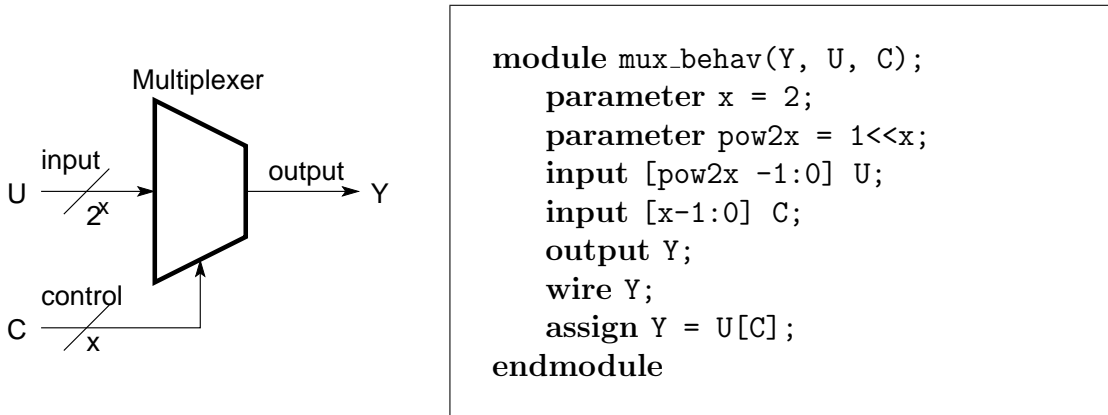 Multiplexer
input
U
2x
output
Y
control
C
x
module mux_behav(Y, U, C);
parameter x = 2;
parameter pow2x = 1<<x;
input [pow2x -1:0] U;
input [x-1:0] C;
output Y;
wire Y;
assign Y = U[C];
endmodule